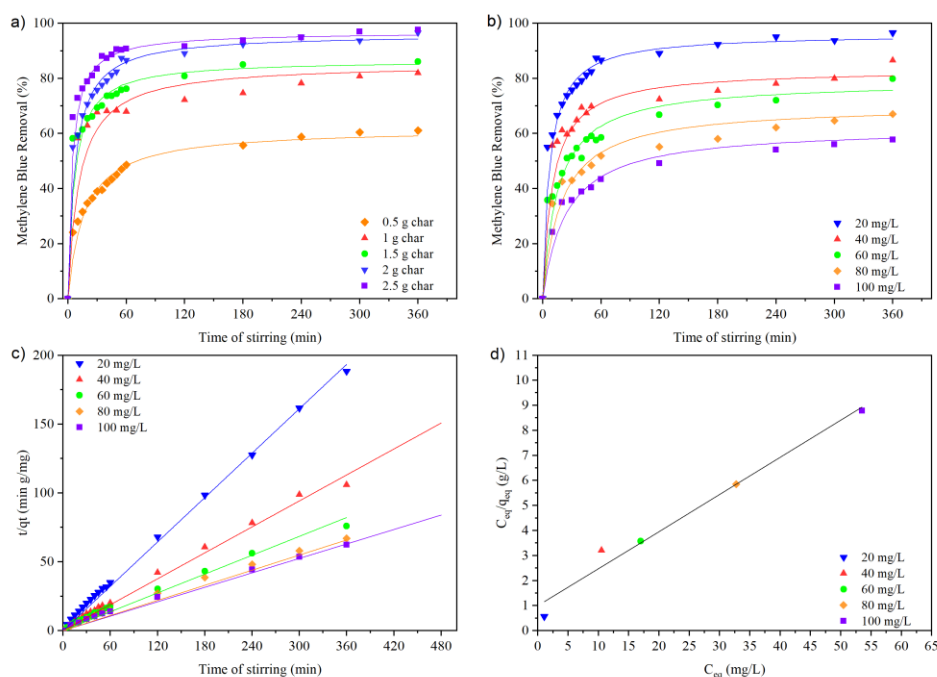 a)
Methylene Blue Removal (%)
100
80
60
40
20
0
0 60 120 180 240 300 360
Time of stirring (min)
0.5 g char
1 g char
1.5 g char
2 g char
2.5 g char
b)
Methylene Blue Removal (%)
100
80
60
40
20
0
0 60 120 180 240 300 360
Time of stirring (min)
20 mg/L
40 mg/L
60 mg/L
80 mg/L
100 mg/L
c)
t/qt (min g/mg)
200
150
100
50
0
0 60 120 180 240 300 360 420 480
Time of stirring (min)
20 mg/L
40 mg/L
60 mg/L
80 mg/L
100 mg/L
d)
Ceq/qeq (g/L)
11
10
9
8
7
6
5
4
3
2
1
0
0 5 10 15 20 25 30 35 40 45 50 55 60 65
Ceq (mg/L)
20 mg/L
40 mg/L
60 mg/L
80 mg/L
100 mg/L